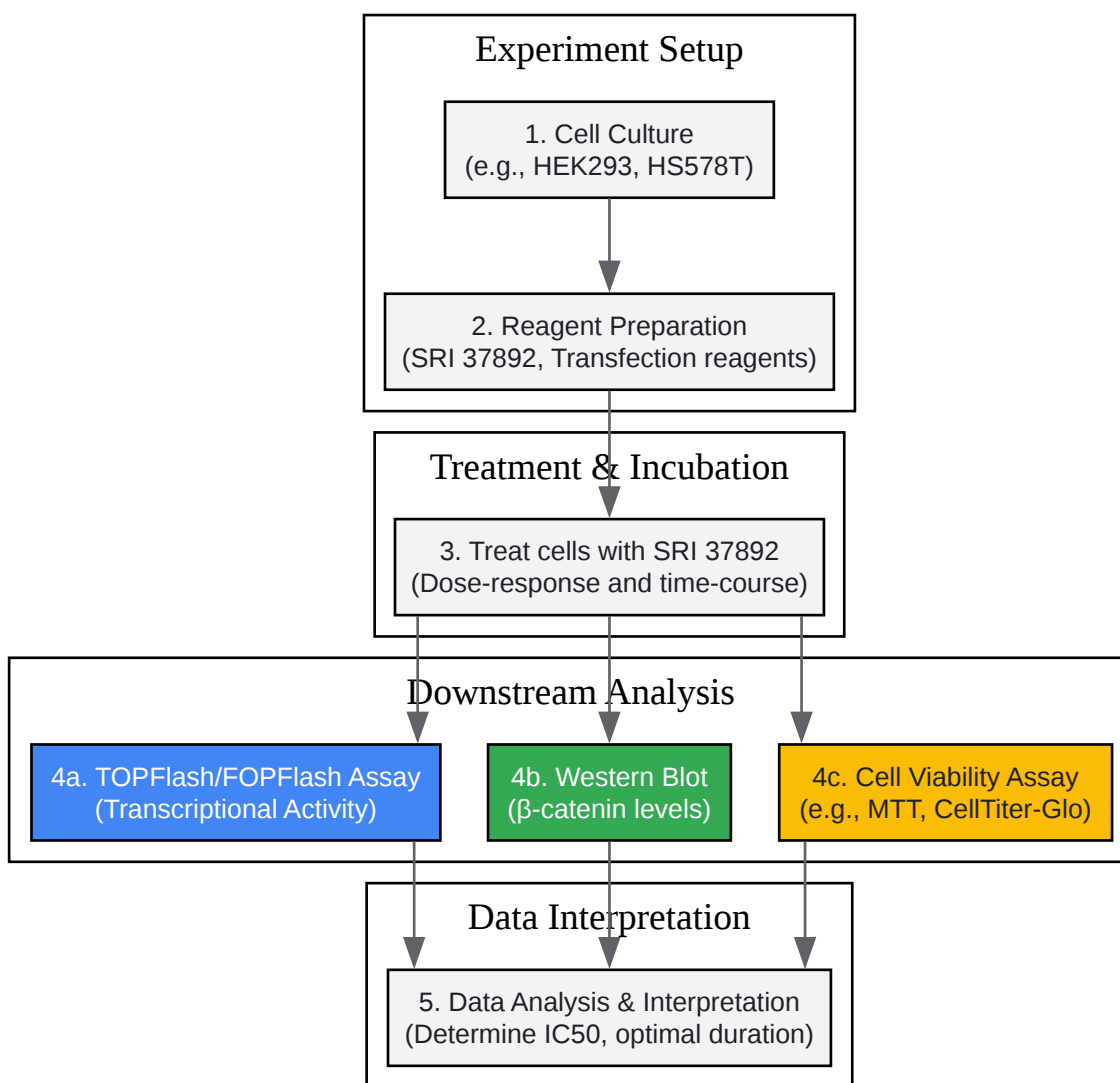 Experiment Setup
1. Cell Culture
(e.g., HEK293, HS578T)
2. Reagent Preparation
(SRI 37892, Transfection reagents)
Treatment & Incubation
3. Treat cells with SRI 37892
(Dose-response and time-course)
Downstream Analysis
4a. TOPFlash/FOPFlash Assay
(Transcriptional Activity)
4b. Western Blot
(β-catenin levels)
4c. Cell Viability Assay
(e.g., MTT, CellTiter-Glo)
Data Interpretation
5. Data Analysis & Interpretation
(Determine IC50, optimal duration)